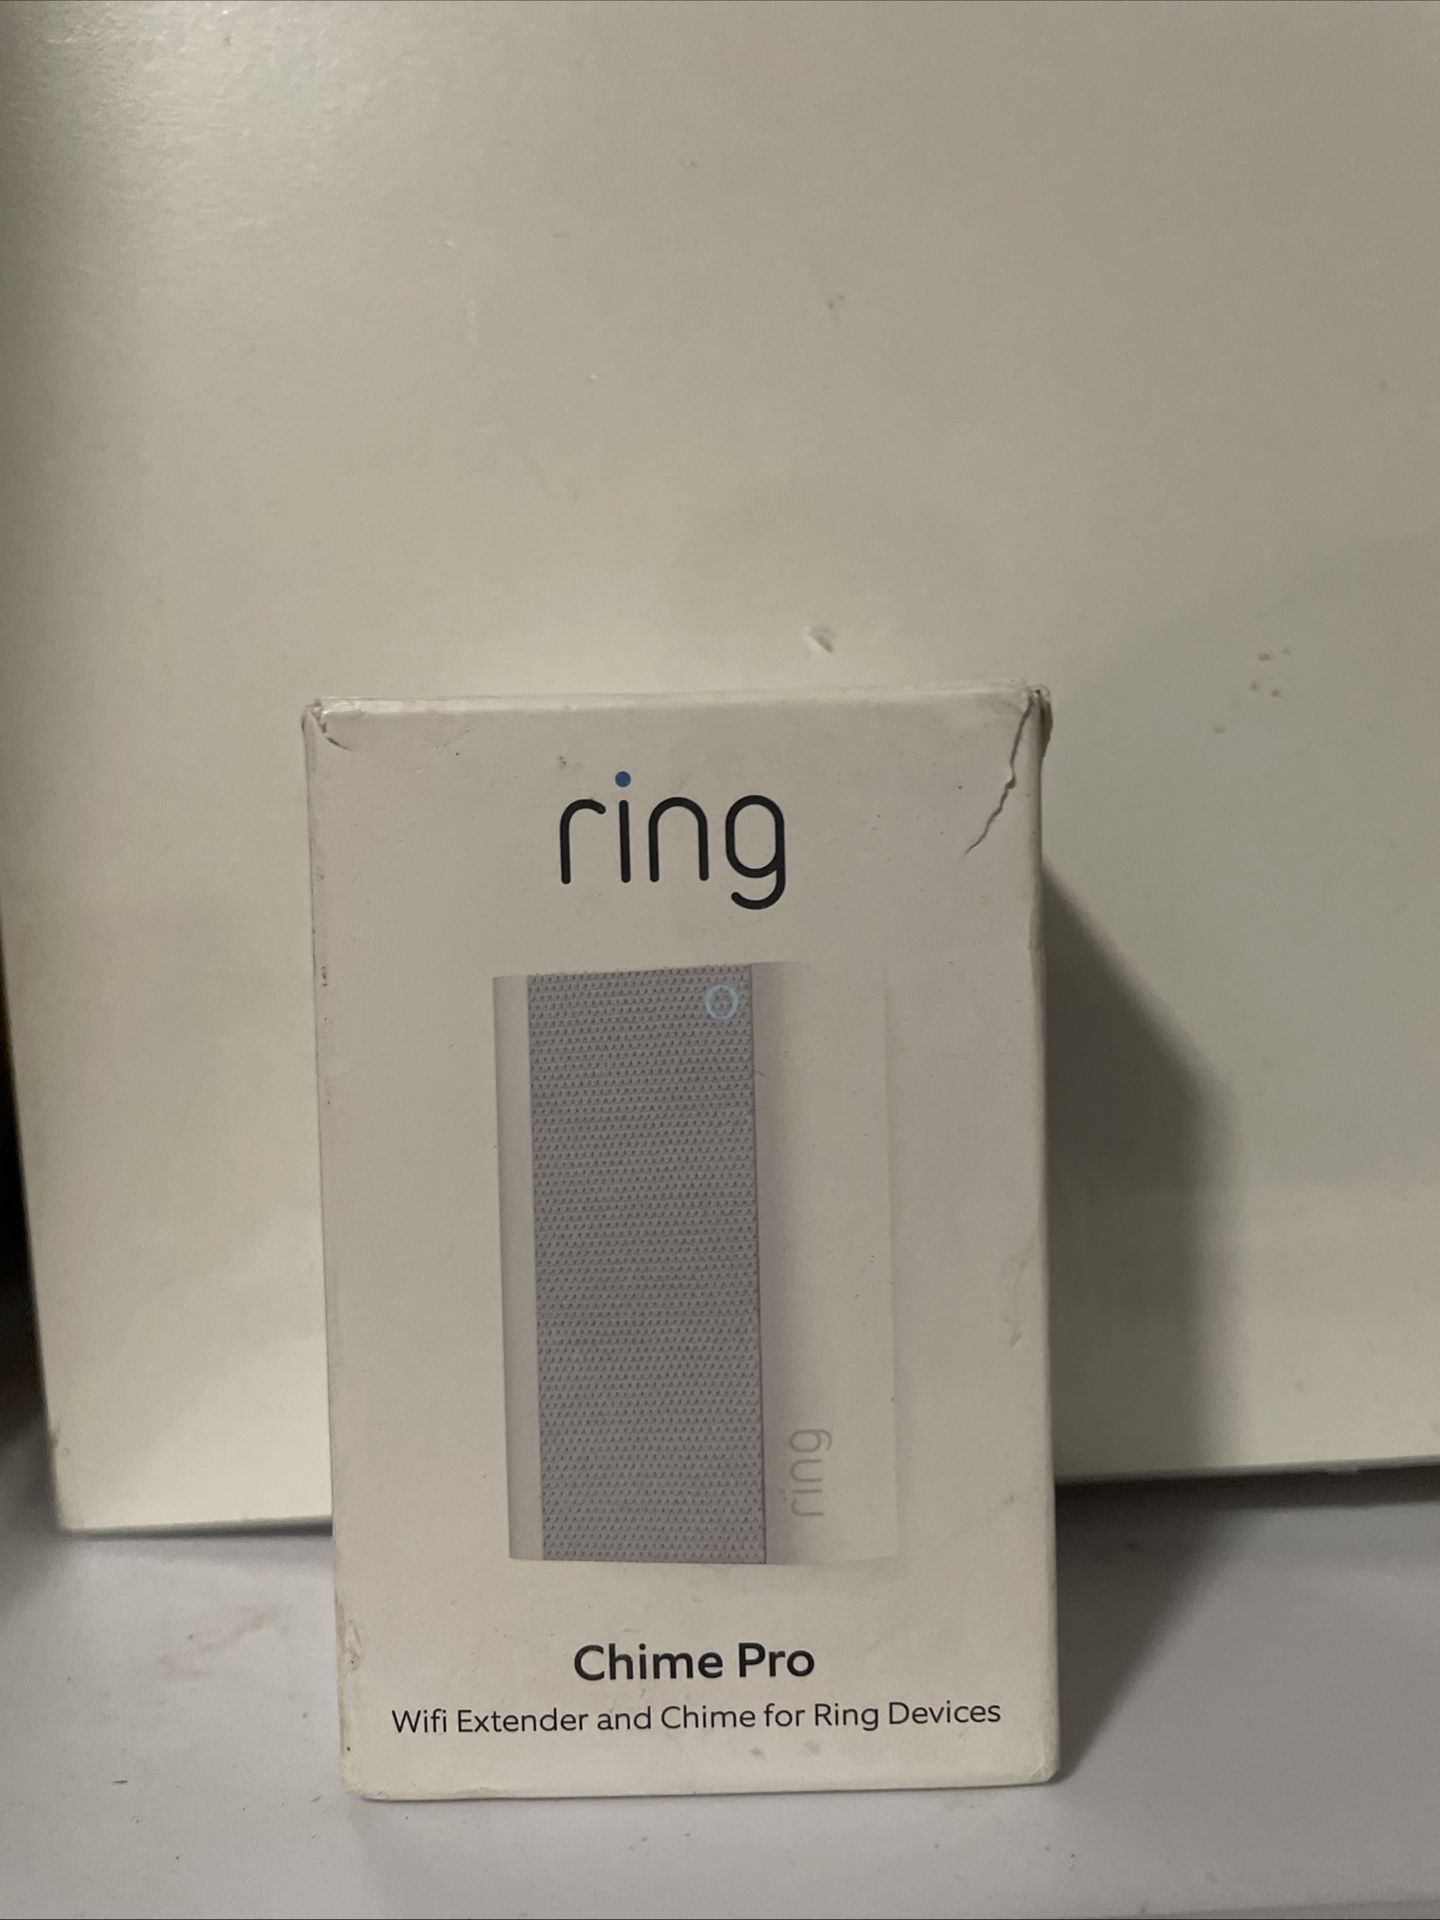 ring
ring
Chime Pro
Wifi Extender and Chime for Ring Devices